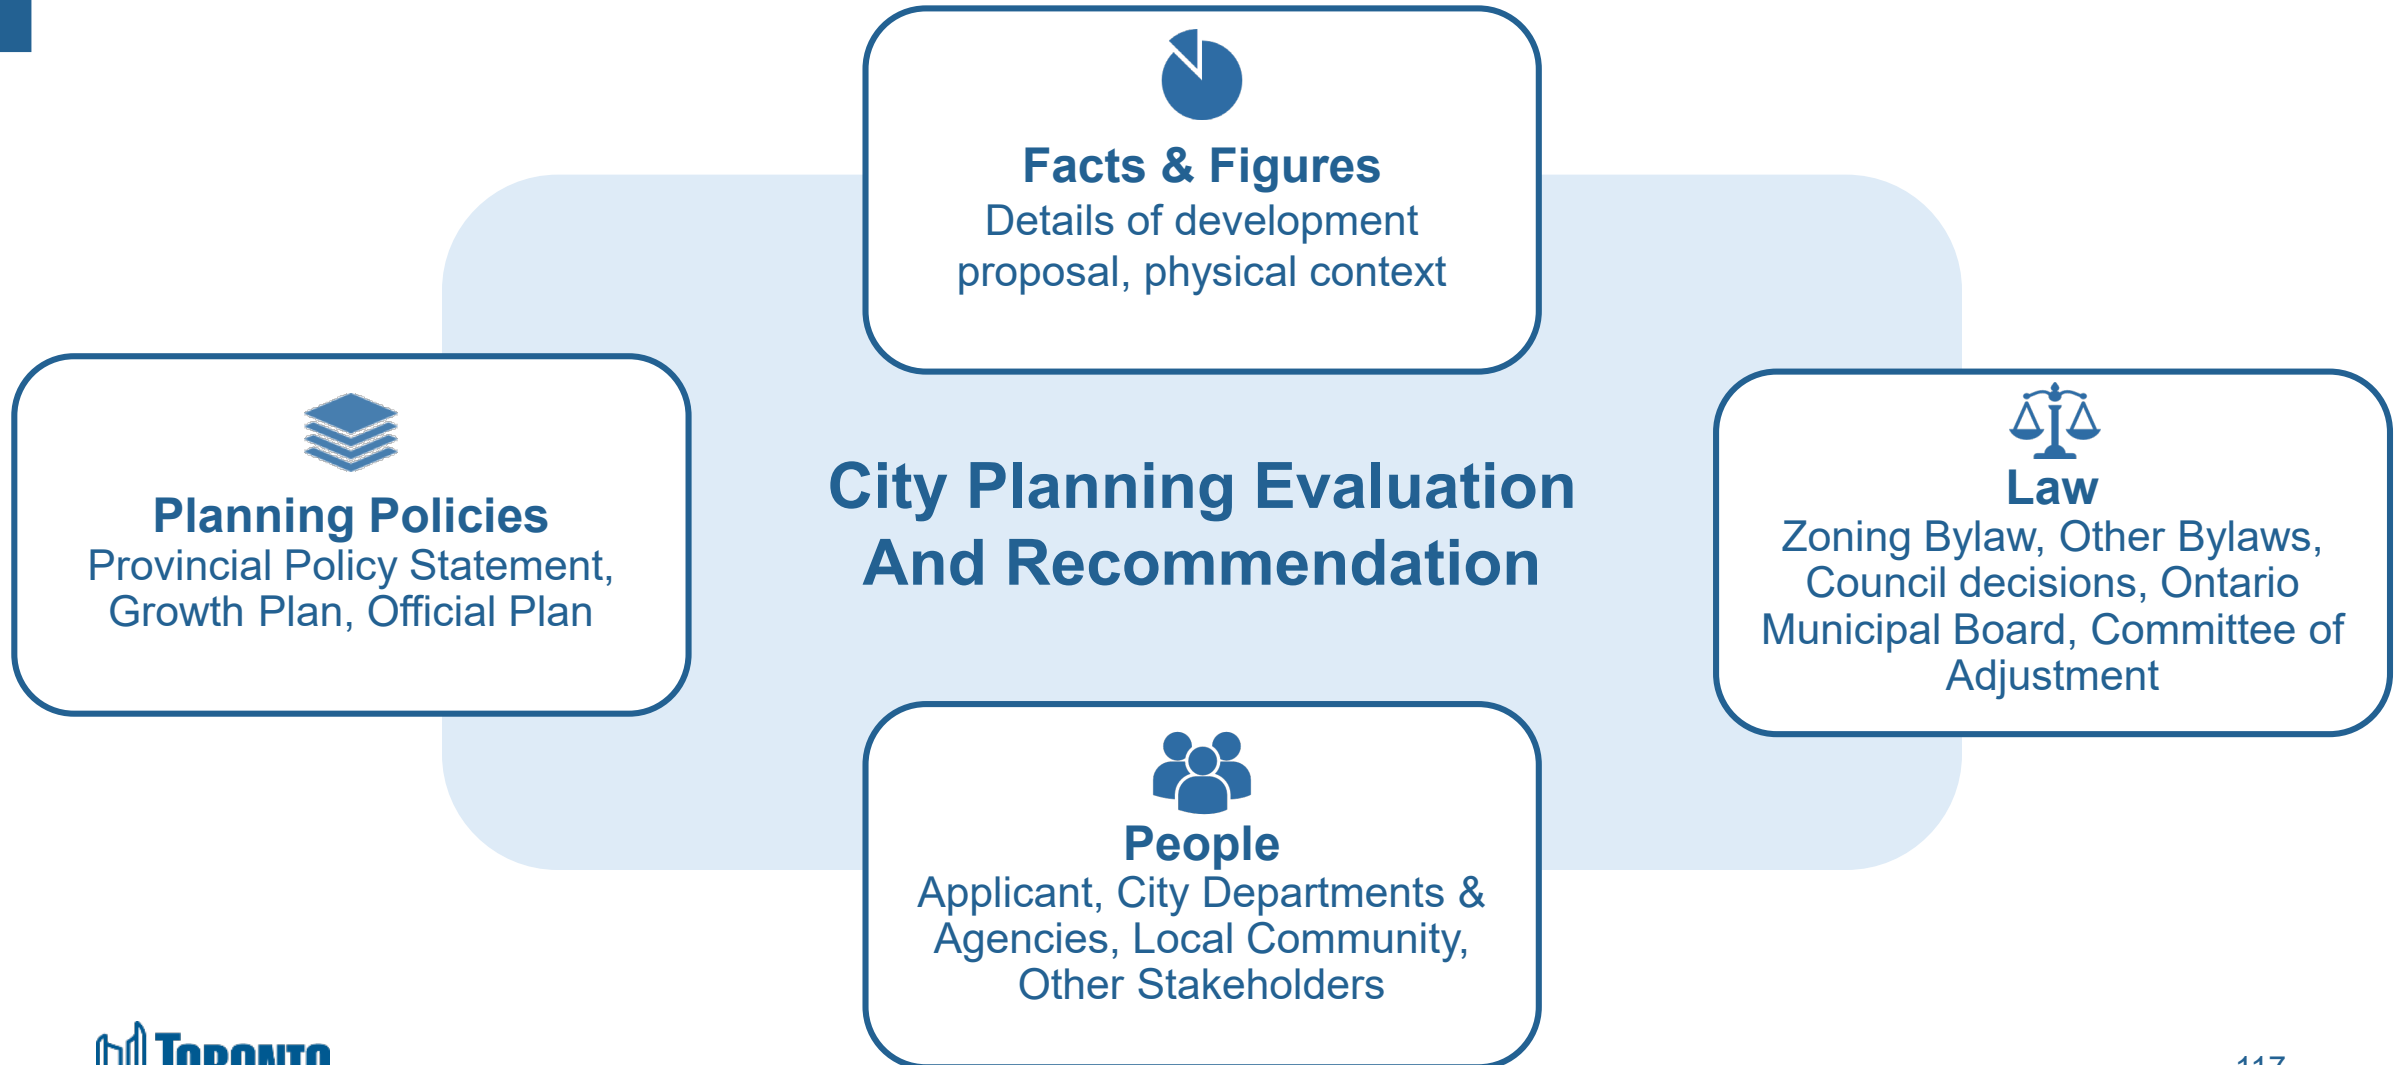 Facts & Figures
Details of development
proposal, physical context
Planning Policies
Provincial Policy Statement,
Growth Plan, Official Plan
City Planning Evaluation
And Recommendation
Law
Zoning Bylaw, Other Bylaws,
Council decisions, Ontario
Municipal Board, Committee of
Adjustment
People
Applicant, City Departments &
Agencies, Local Community,
Other Stakeholders
TORONTO
117